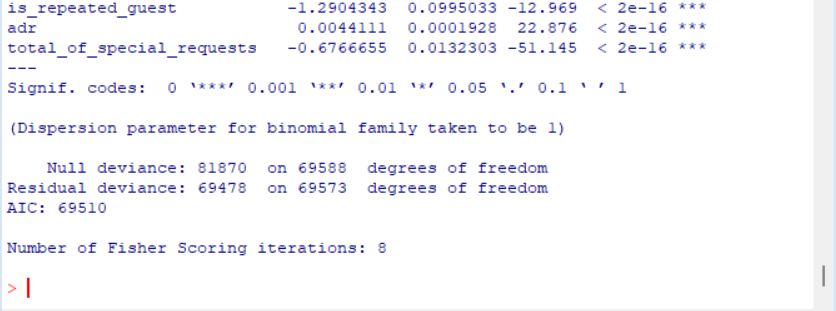 is_repeated_guest -1.2904343 0.0995033 -12.969 < 2e-16 ***
adr 0.0044111 0.0001928 22.876 < 2e-16 ***
total_of_special_requests -0.6766655 0.0132303 -51.145 < 2e-16 ***
---
Signif. codes: 0 ‘***’ 0.001 ‘**’ 0.01 ‘*’ 0.05 ‘.’ 0.1 ‘ ’ 1
(Dispersion parameter for binomial family taken to be 1)
Null deviance: 81870 on 69588 degrees of freedom
Residual deviance: 69478 on 69573 degrees of freedom
AIC: 69510
Number of Fisher Scoring iterations: 8
>